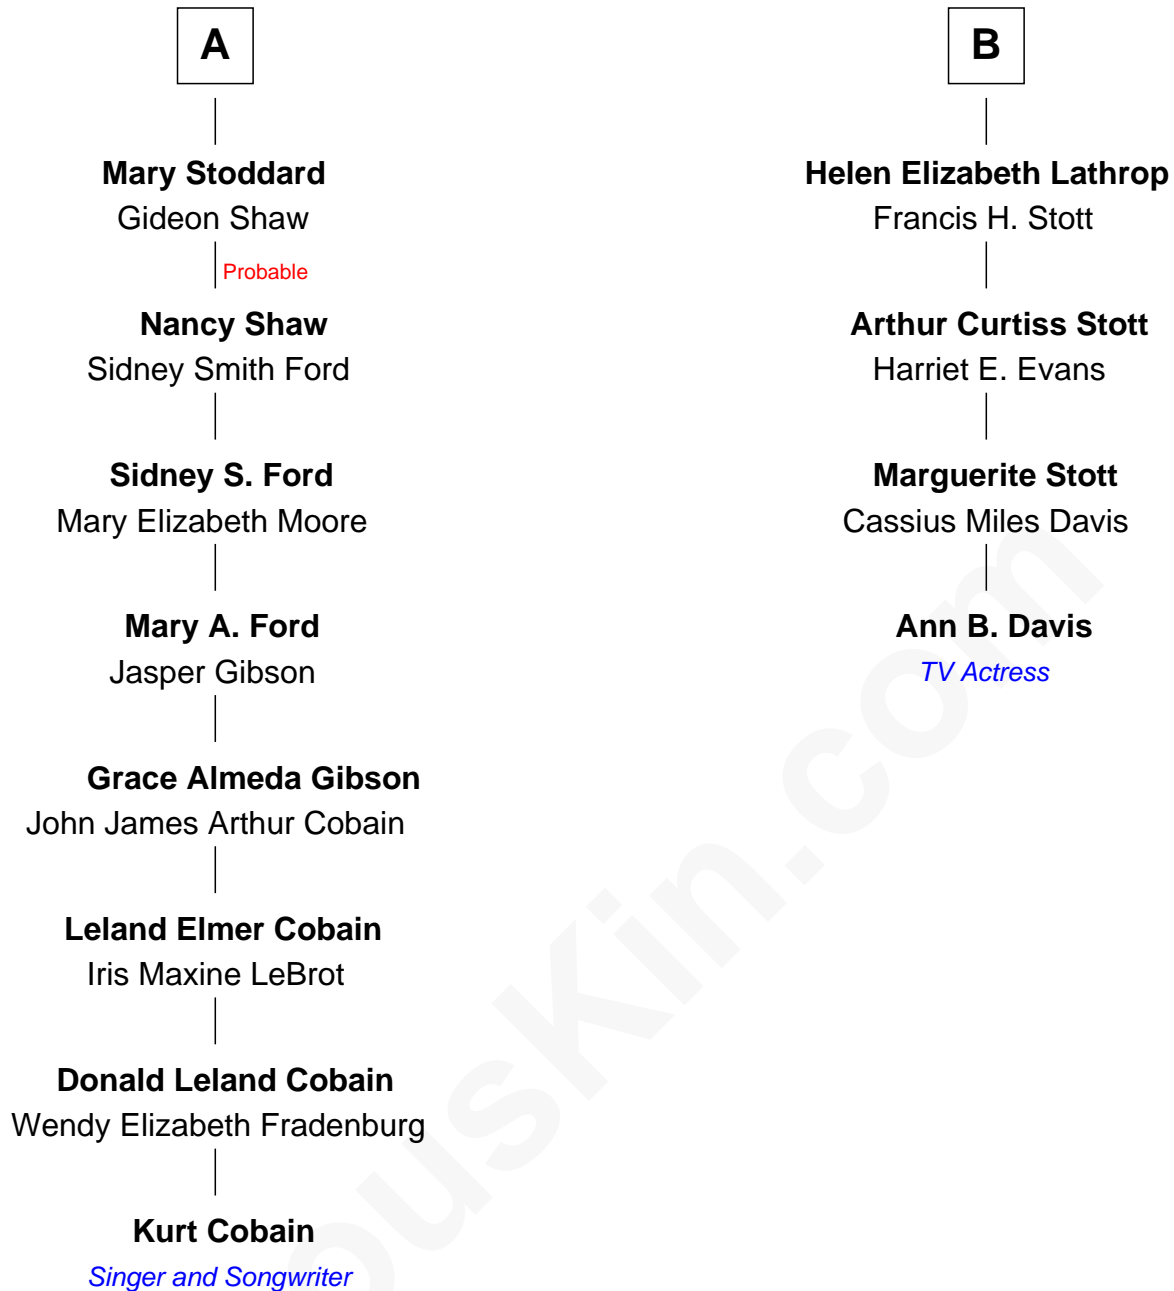 A
Mary Stoddard
Gideon Shaw
Probable
Nancy Shaw
Sidney Smith Ford
Sidney S. Ford
Mary Elizabeth Moore
Mary A. Ford
Jasper Gibson
Grace Almeda Gibson
John James Arthur Cobain
Leland Elmer Cobain
Iris Maxine LeBrot
Donald Leland Cobain
Wendy Elizabeth Fradenburg
Kurt Cobain
Singer and Songwriter
B
Helen Elizabeth Lathrop
Francis H. Stott
Arthur Curtiss Stott
Harriet E. Evans
Marguerite Stott
Cassius Miles Davis
Ann B. Davis
TV Actress
ousKin.com